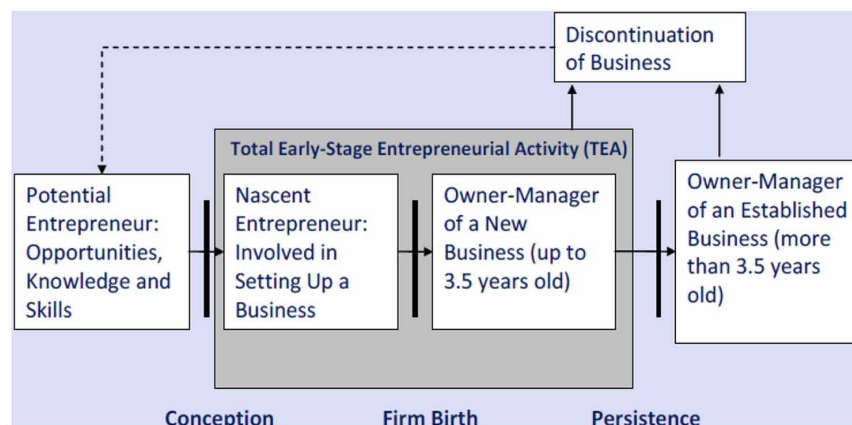 Discontinuation
of Business
Total Early-Stage Entrepreneurial Activity (TEA)
Potential
Entrepreneur:
Opportunities,
Knowledge and
Skills
Nascent
Entrepreneur:
Involved in
Setting Up a
Business
Owner-Manager
of a New
Business (up to
3.5 years old)
Owner-Manager
of an Established
Business (more
than 3.5 years
old)
Conception
Firm Birth
Persistence